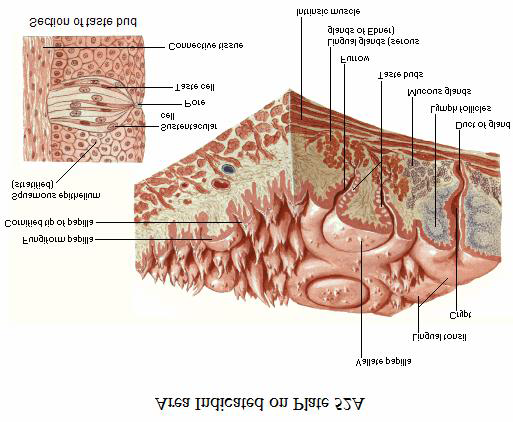 Area Indicated on Plate 52A
Vallate papilla
Lingual tonsil
Crypt
Fungiform papilla
Cornified tip of papilla
Squamous epithelium
(stratified)
Sustentacular
cell
Pore
Taste cell
Connective tissue
Section of taste bud
Duct of gland
Lymph follicles
Mucous glands
Taste buds
Furrow
Lingual glands (serous
glands of Ebner)
Intrinsic muscle